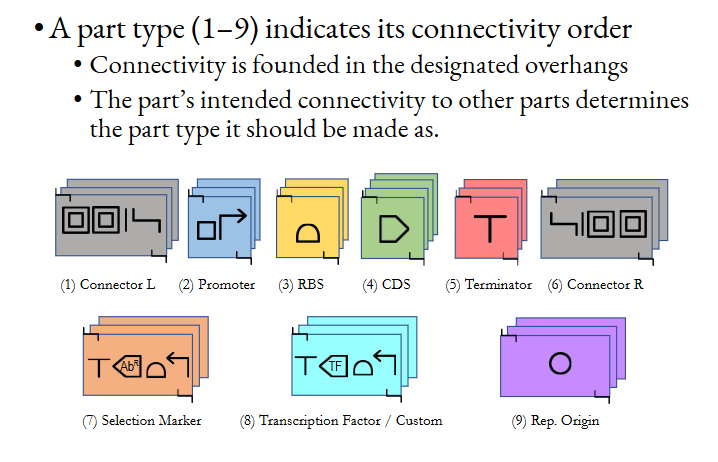 • A part type (1–9) indicates its connectivity order
• Connectivity is founded in the designated overhangs
• The part's intended connectivity to other parts determines
the part type it should be made as.
(1) Connector L (2) Promoter (3) RBS (4) CDS (5) Terminator (6) Connector R
Ab^R TF
(7) Selection Marker (8) Transcription Factor / Custom (9) Rep. Origin